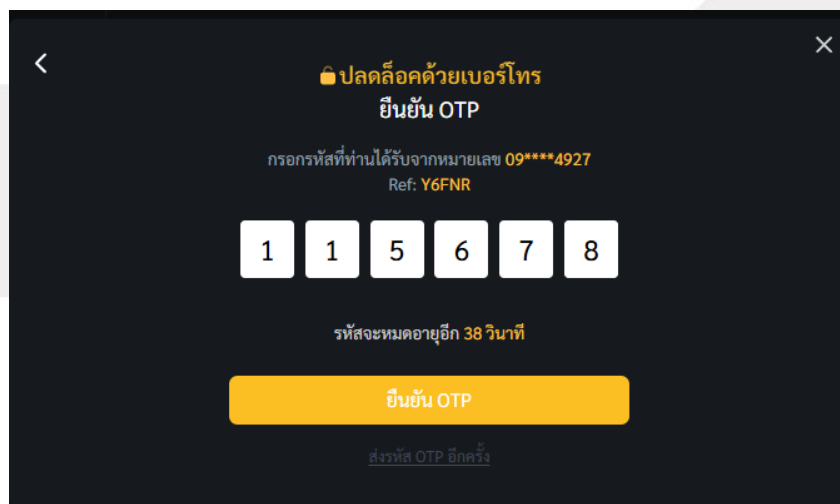 ปลดล็อคด้วยเบอร์โทร
ยืนยัน OTP
กรอกรหัสที่ท่านได้รับจากหมายเลข 09****4927
Ref: Y6FNR
1 1 5 6 7 8
รหัสจะหมดอายุอีก 38 วินาที
ยืนยัน OTP
ส่งรหัส OTP อีกครั้ง